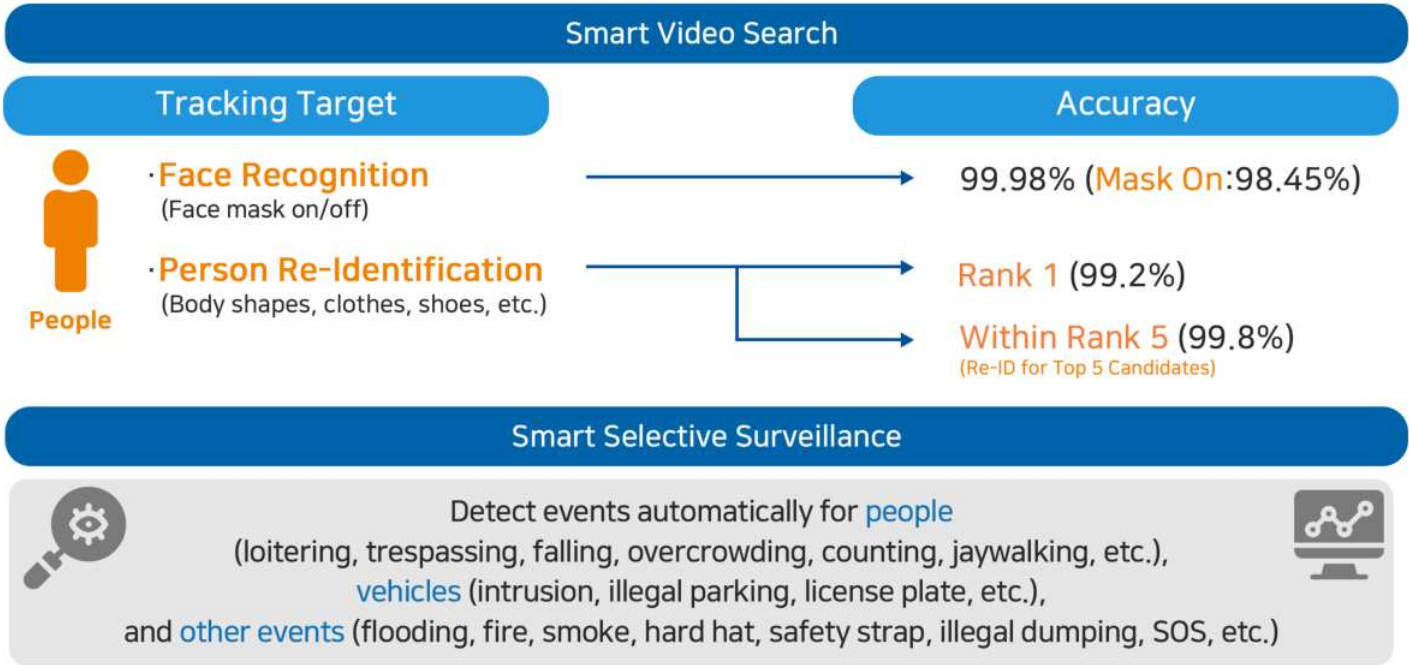 Smart Video Search
Tracking Target
Accuracy
People
·Face Recognition
(Face mask on/off)
99.98% (Mask On:98.45%)
·Person Re-Identification
(Body shapes, clothes, shoes, etc.)
Rank 1 (99.2%)
Within Rank 5 (99.8%)
(Re-ID for Top 5 Candidates)
Smart Selective Surveillance
Detect events automatically for people
(loitering, trespassing, falling, overcrowding, counting, jaywalking, etc.),
vehicles (intrusion, illegal parking, license plate, etc.),
and other events (flooding, fire, smoke, hard hat, safety strap, illegal dumping, SOS, etc.)